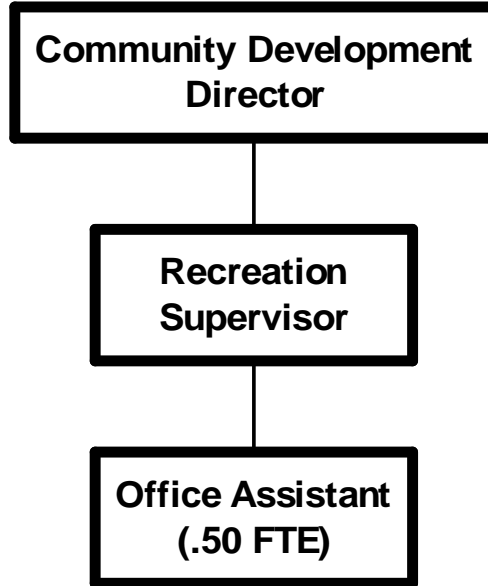 Community Development
Director
Recreation
Supervisor
Office Assistant
(.50 FTE)